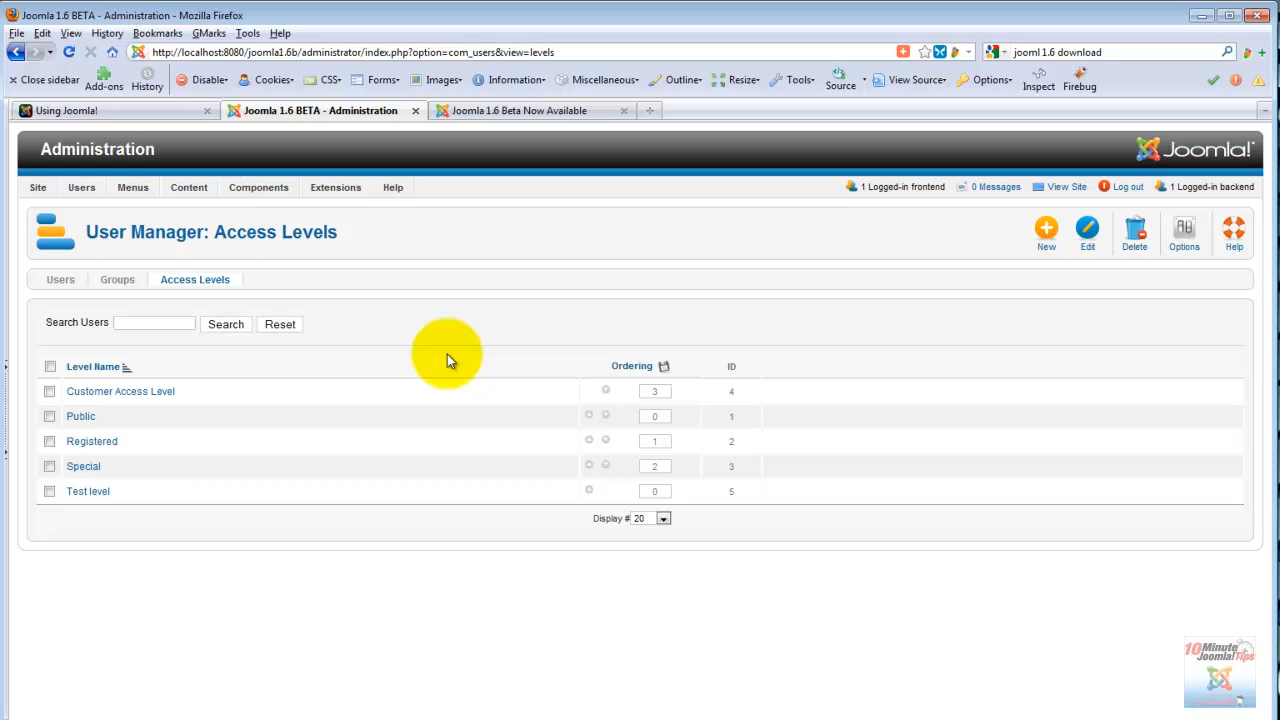 Joomla 1.6 BETA - Administration - Mozilla Firefox
File Edit View History Bookmarks GMarks Tools Help
http://localhost:8080/joomla1.6b/administrator/index.php?option=com_users&view=levels
jooml 1.6 download
Close sidebar Add-ons History Disable Cookies CSS Forms Images Information Miscellaneous Outline Resize Tools Source View Source Options Inspect Firebug
Using Joomla! Joomla 1.6 BETA - Administration Joomla 1.6 Beta Now Available
Administration Joomla!
Site Users Menus Content Components Extensions Help 1 Logged-in frontend 0 Messages View Site Log out 1 Logged-in backend
User Manager: Access Levels New Edit Delete Options Help
Users Groups Access Levels
Search Users Search Reset
Level Name Ordering ID
Customer Access Level 3 4
Public 0 1
Registered 1 2
Special 2 3
Test level 0 5
Display # 20
10 Minute
Joomla! Tips